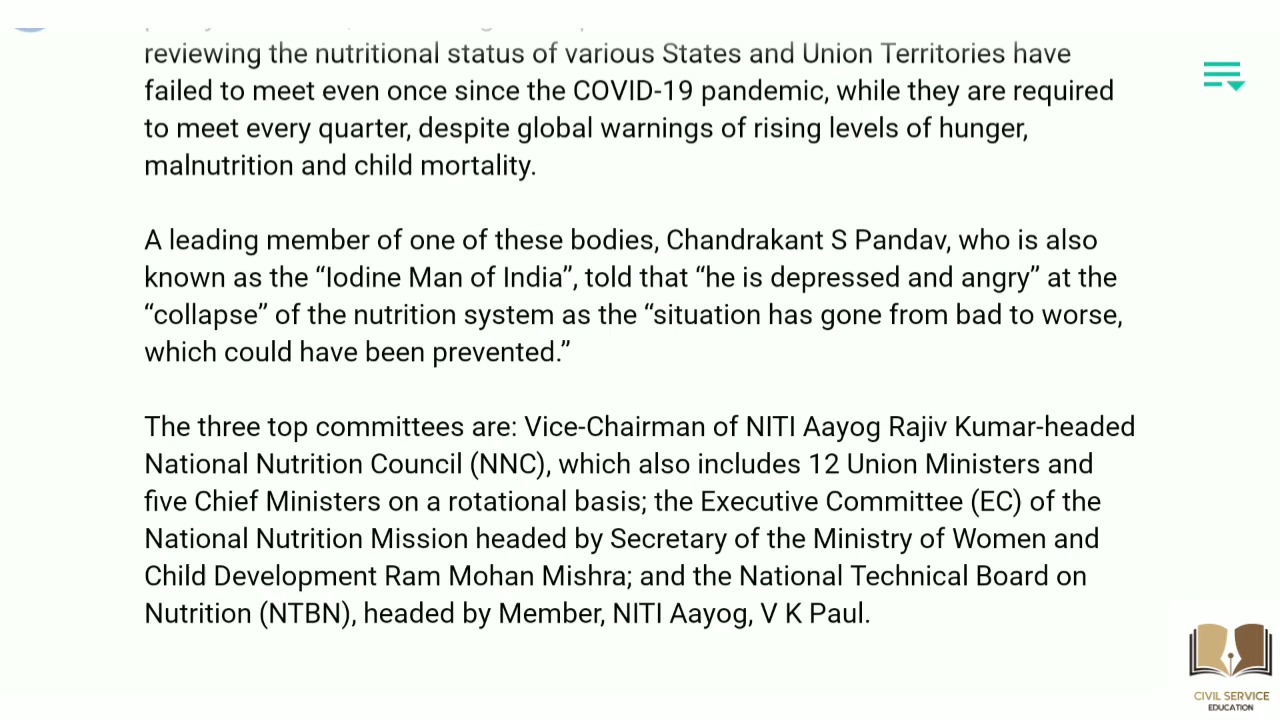 reviewing the nutritional status of various States and Union Territories have
failed to meet even once since the COVID-19 pandemic, while they are required
to meet every quarter, despite global warnings of rising levels of hunger,
malnutrition and child mortality.
A leading member of one of these bodies, Chandrakant S Pandav, who is also
known as the “Iodine Man of India”, told that “he is depressed and angry” at the
“collapse” of the nutrition system as the “situation has gone from bad to worse,
which could have been prevented.”
The three top committees are: Vice-Chairman of NITI Aayog Rajiv Kumar-headed
National Nutrition Council (NNC), which also includes 12 Union Ministers and
five Chief Ministers on a rotational basis; the Executive Committee (EC) of the
National Nutrition Mission headed by Secretary of the Ministry of Women and
Child Development Ram Mohan Mishra; and the National Technical Board on
Nutrition (NTBN), headed by Member, NITI Aayog, V K Paul.
CIVIL SERVICE
EDUCATION